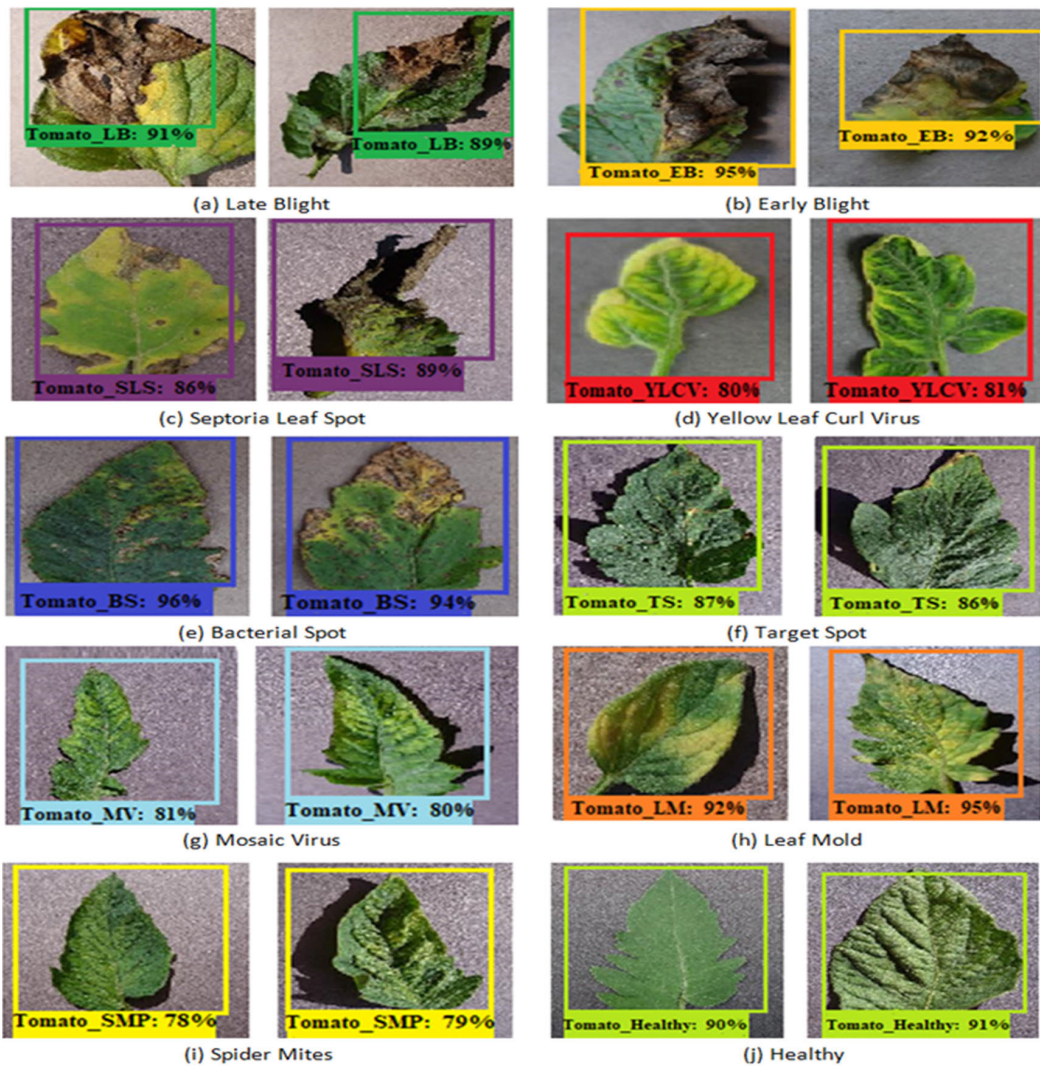 Tomato_LB: 91%
Tomato_LB: 89%
Tomato_EB: 95%
Tomato_EB: 92%
(a) Late Blight
(b) Early Blight
Tomato_SLS: 86%
Tomato_SLS: 89%
Tomato_YLCV: 80%
Tomato_YLCV: 81%
(c) Septoria Leaf Spot
(d) Yellow Leaf Curl Virus
Tomato_BS: 96%
Tomato_BS: 94%
Tomato_TS: 87%
Tomato_TS: 86%
(e) Bacterial Spot
(f) Target Spot
Tomato_MV: 81%
Tomato_MV: 80%
Tomato_LM: 92%
Tomato_LM: 95%
(g) Mosaic Virus
(h) Leaf Mold
Tomato_SMP: 78%
Tomato_SMP: 79%
Tomato_Healthy: 90%
Tomato_Healthy: 91%
(i) Spider Mites
(j) Healthy